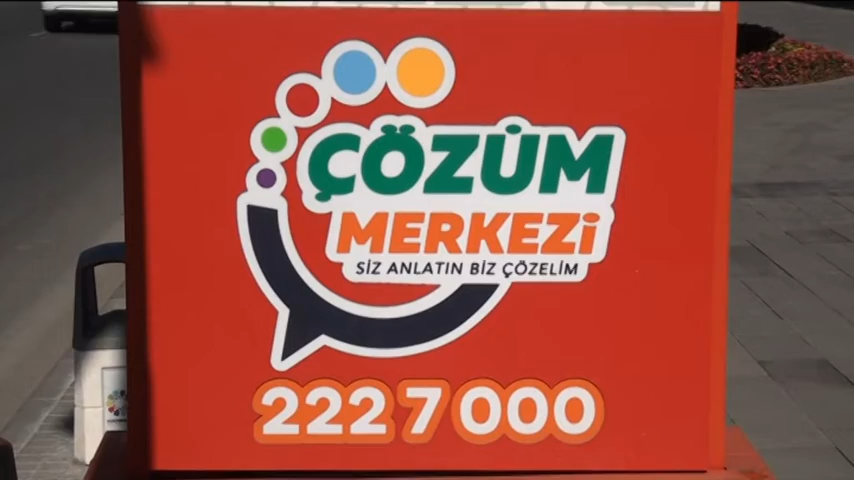 ÇÖZÜM
MERKEZİ
SİZ ANLATIN BİZ ÇÖZELİM
222 7 000